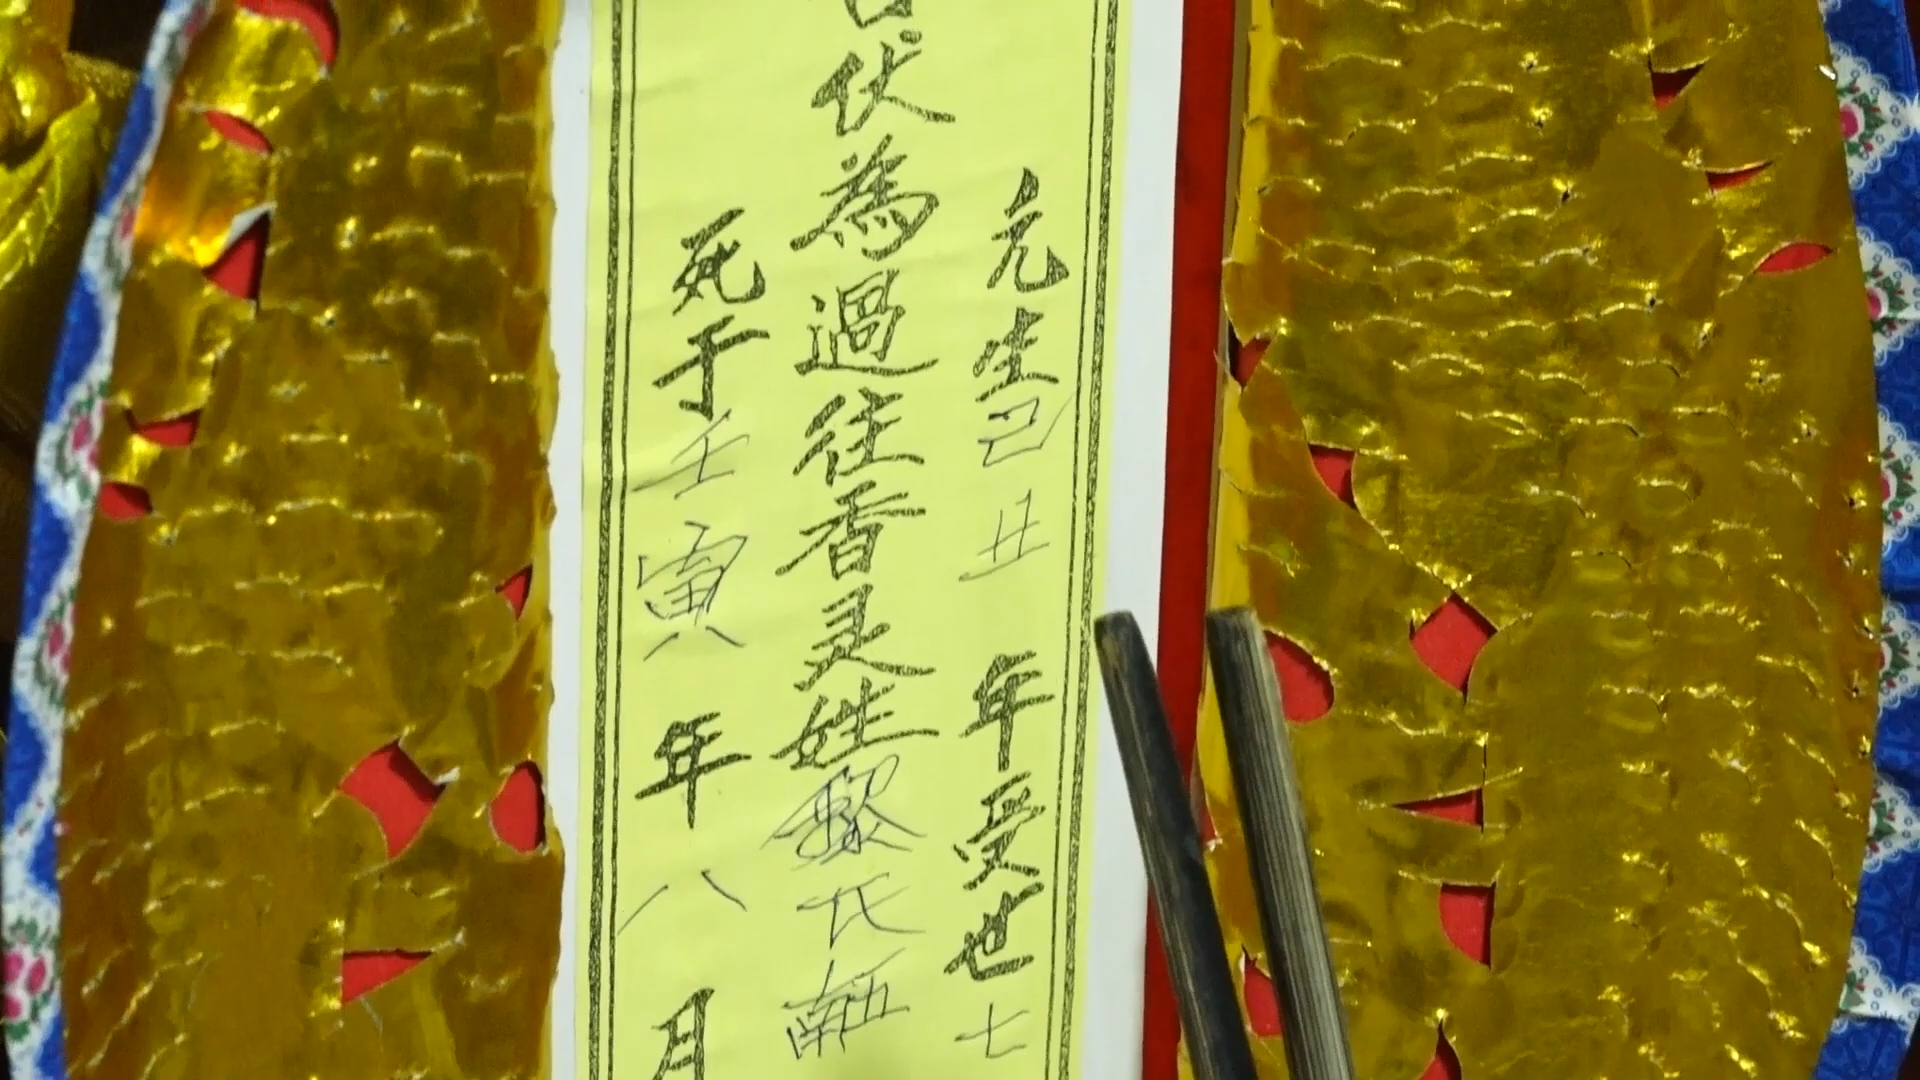 元生己丑年受世七
伏為過往香灵姓黎氏
死于壬寅年八月